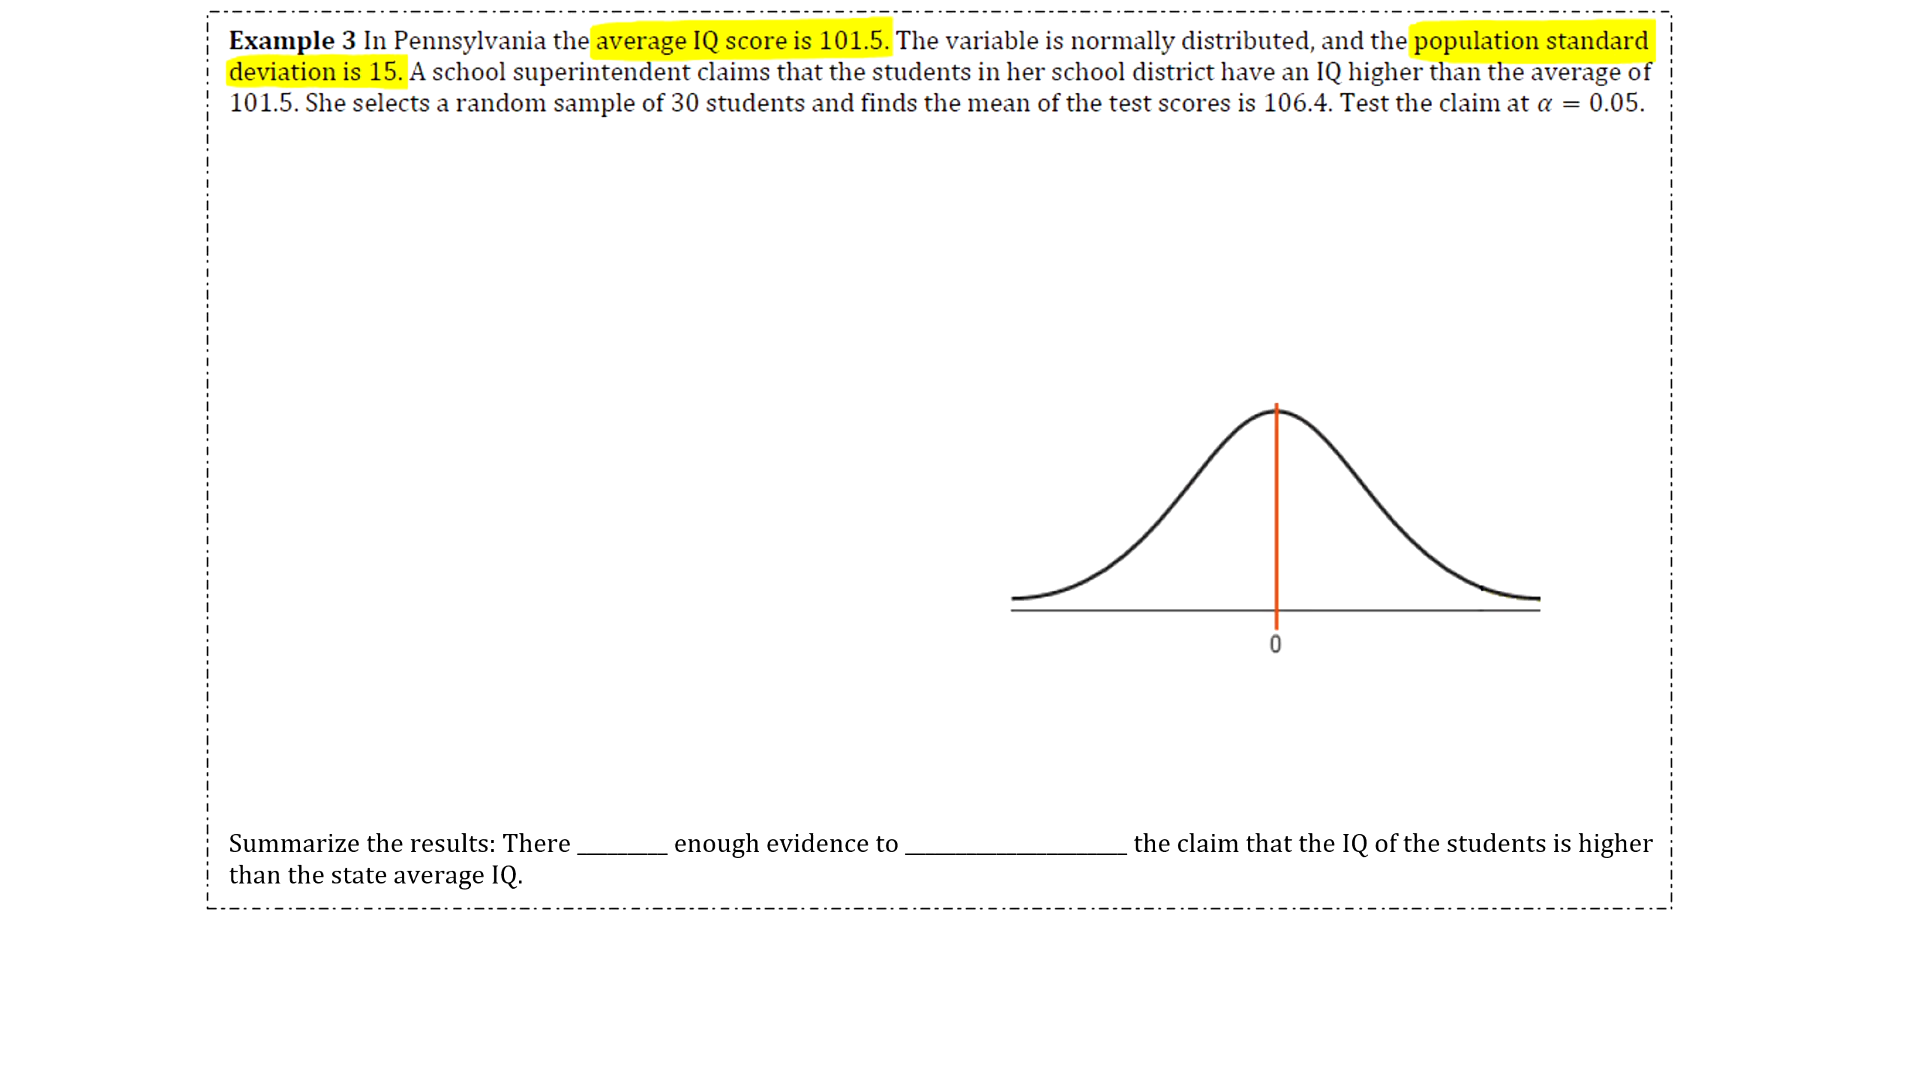 Example 3 In Pennsylvania the average IQ score is 101.5. The variable is normally distributed, and the population standard
deviation is 15. A school superintendent claims that the students in her school district have an IQ higher than the average of
101.5. She selects a random sample of 30 students and finds the mean of the test scores is 106.4. Test the claim at α = 0.05.
0
Summarize the results: There ________ enough evidence to ____________________ the claim that the IQ of the students is higher
than the state average IQ.